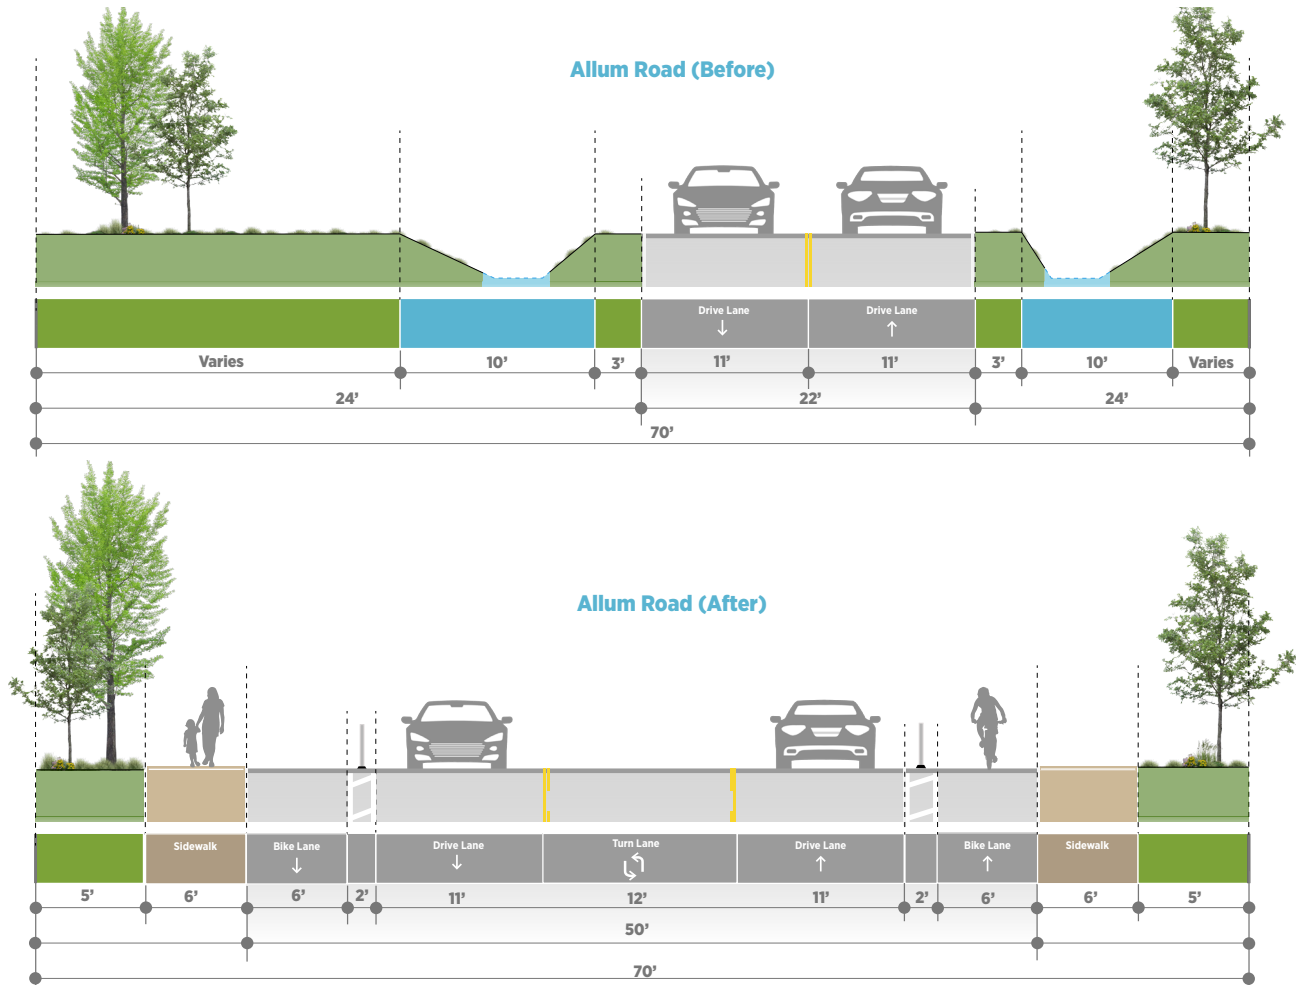 Allum Road (Before)
Drive Lane
Drive Lane
Varies
10’
3’
11’
11’
3’
10’
Varies
24’
22’
24’
70’
Allum Road (After)
Sidewalk
Bike Lane
Drive Lane
Turn Lane
Drive Lane
Bike Lane
Sidewalk
5’
6’
6’
2’
11’
12’
11’
2’
6’
6’
5’
50’
70’